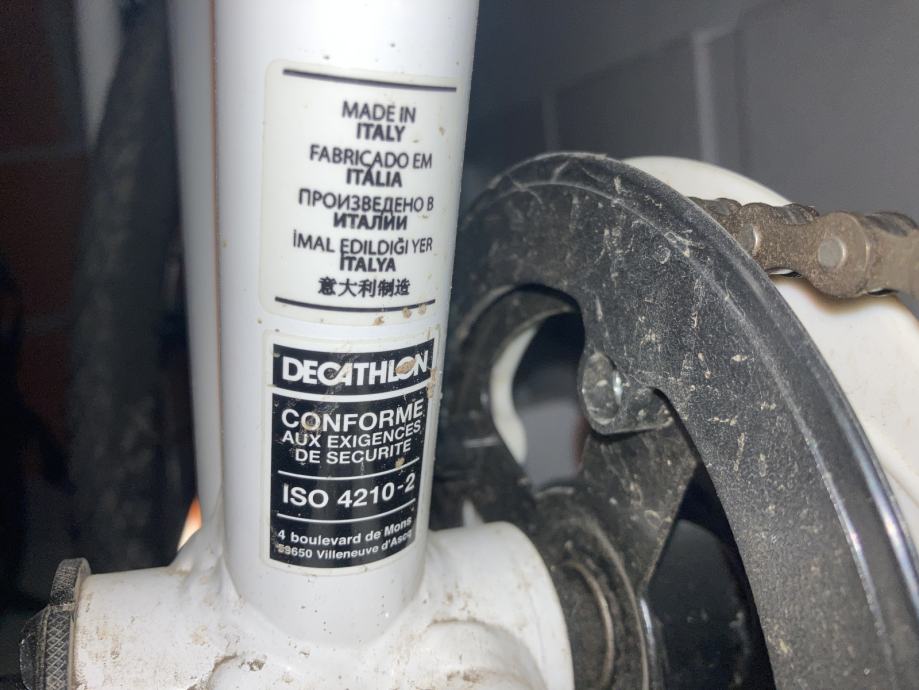 MADE IN
ITALY
FABRICADO EM
ITÁLIA
ПРОИЗВЕДЕНО В
ИТАЛИИ
İMAL EDILDIĞI YER
İTALYA
意大利制造
DECATHLON
CONFORME
AUX EXIGENCES
DE SECURITE
ISO 4210-2
4 boulevard de Mons
59650 Villeneuve d'Ascq